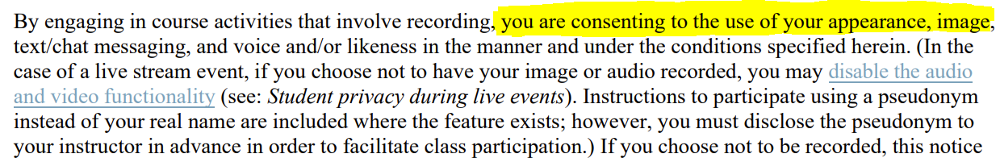 By engaging in course activities that involve recording, you are consenting to the use of your appearance, image,
text/chat messaging, and voice and/or likeness in the manner and under the conditions specified herein. (In the
case of a live stream event, if you choose not to have your image or audio recorded, you may disable the audio
and video functionality (see: Student privacy during live events). Instructions to participate using a pseudonym
instead of your real name are included where the feature exists; however, you must disclose the pseudonym to
your instructor in advance in order to facilitate class participation.) If you choose not to be recorded, this notice